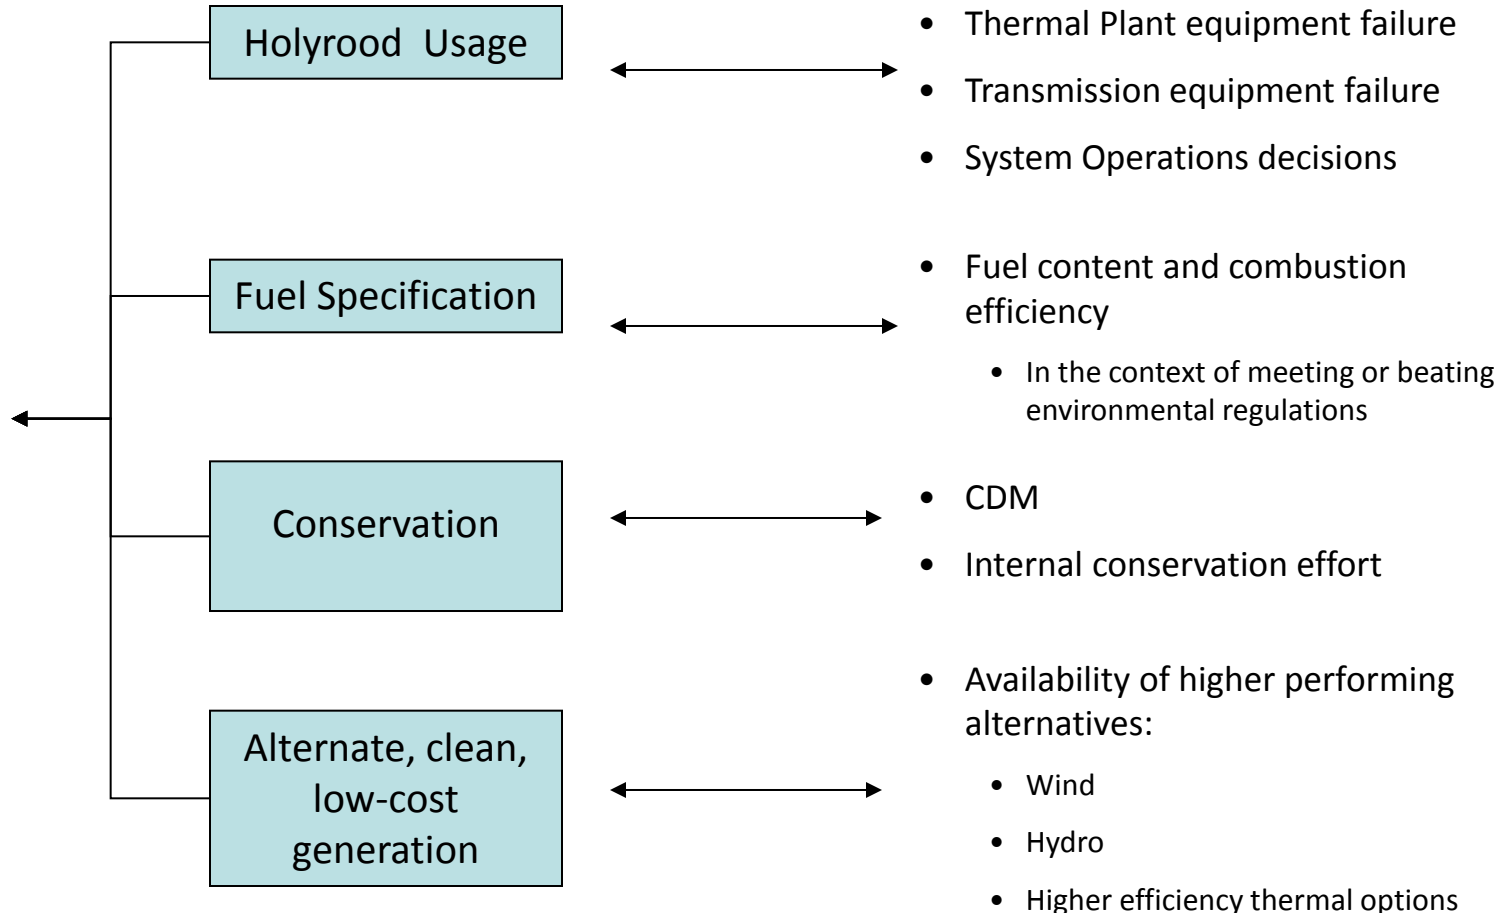 Holyrood  Usage
• Thermal Plant equipment failure
• Transmission equipment failure
• System Operations decisions
Fuel Specification
• Fuel content and combustion
efficiency
• In the context of meeting or beating
environmental regulations
Conservation
• CDM
• Internal conservation effort
Alternate, clean,
low-cost
generation
• Availability of higher performing
alternatives:
• Wind
• Hydro
• Higher efficiency thermal options